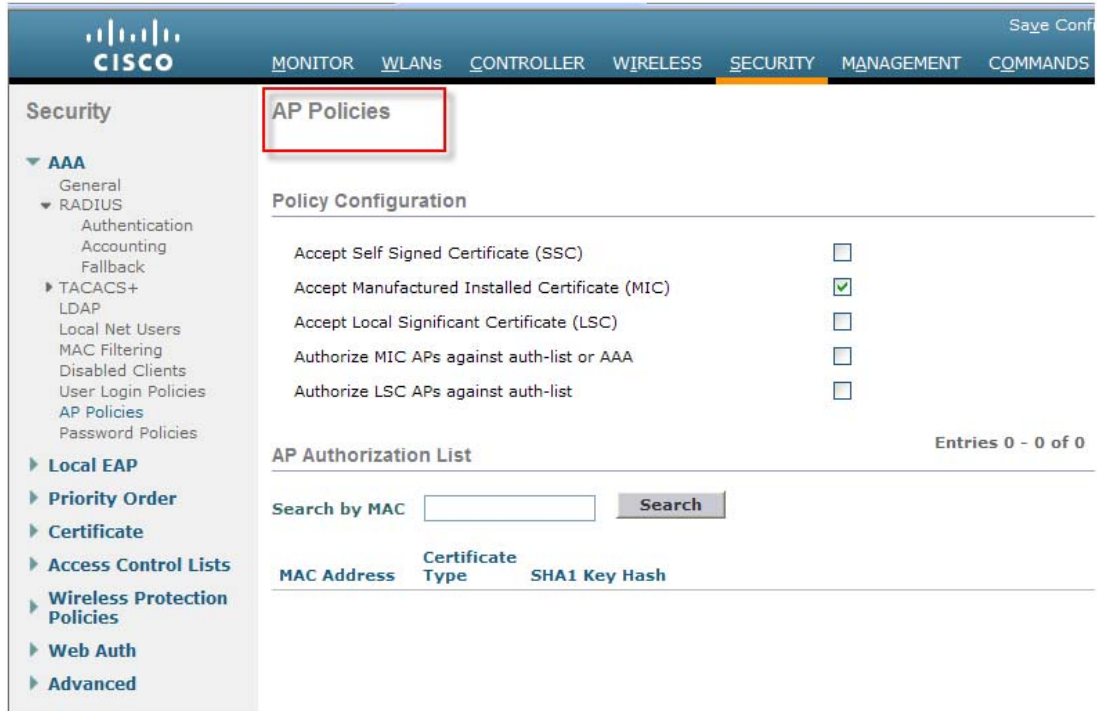 Save Confi
CISCO
MONITOR WLANs CONTROLLER WIRELESS SECURITY MANAGEMENT COMMANDS
Security
AAA
General
RADIUS
Authentication
Accounting
Fallback
TACACS+
LDAP
Local Net Users
MAC Filtering
Disabled Clients
User Login Policies
AP Policies
Password Policies
Local EAP
Priority Order
Certificate
Access Control Lists
Wireless Protection
Policies
Web Auth
Advanced
AP Policies
Policy Configuration
Accept Self Signed Certificate (SSC)
Accept Manufactured Installed Certificate (MIC)
Accept Local Significant Certificate (LSC)
Authorize MIC APs against auth-list or AAA
Authorize LSC APs against auth-list
AP Authorization List
Entries 0 - 0 of 0
Search by MAC Search
MAC Address Certificate Type SHA1 Key Hash